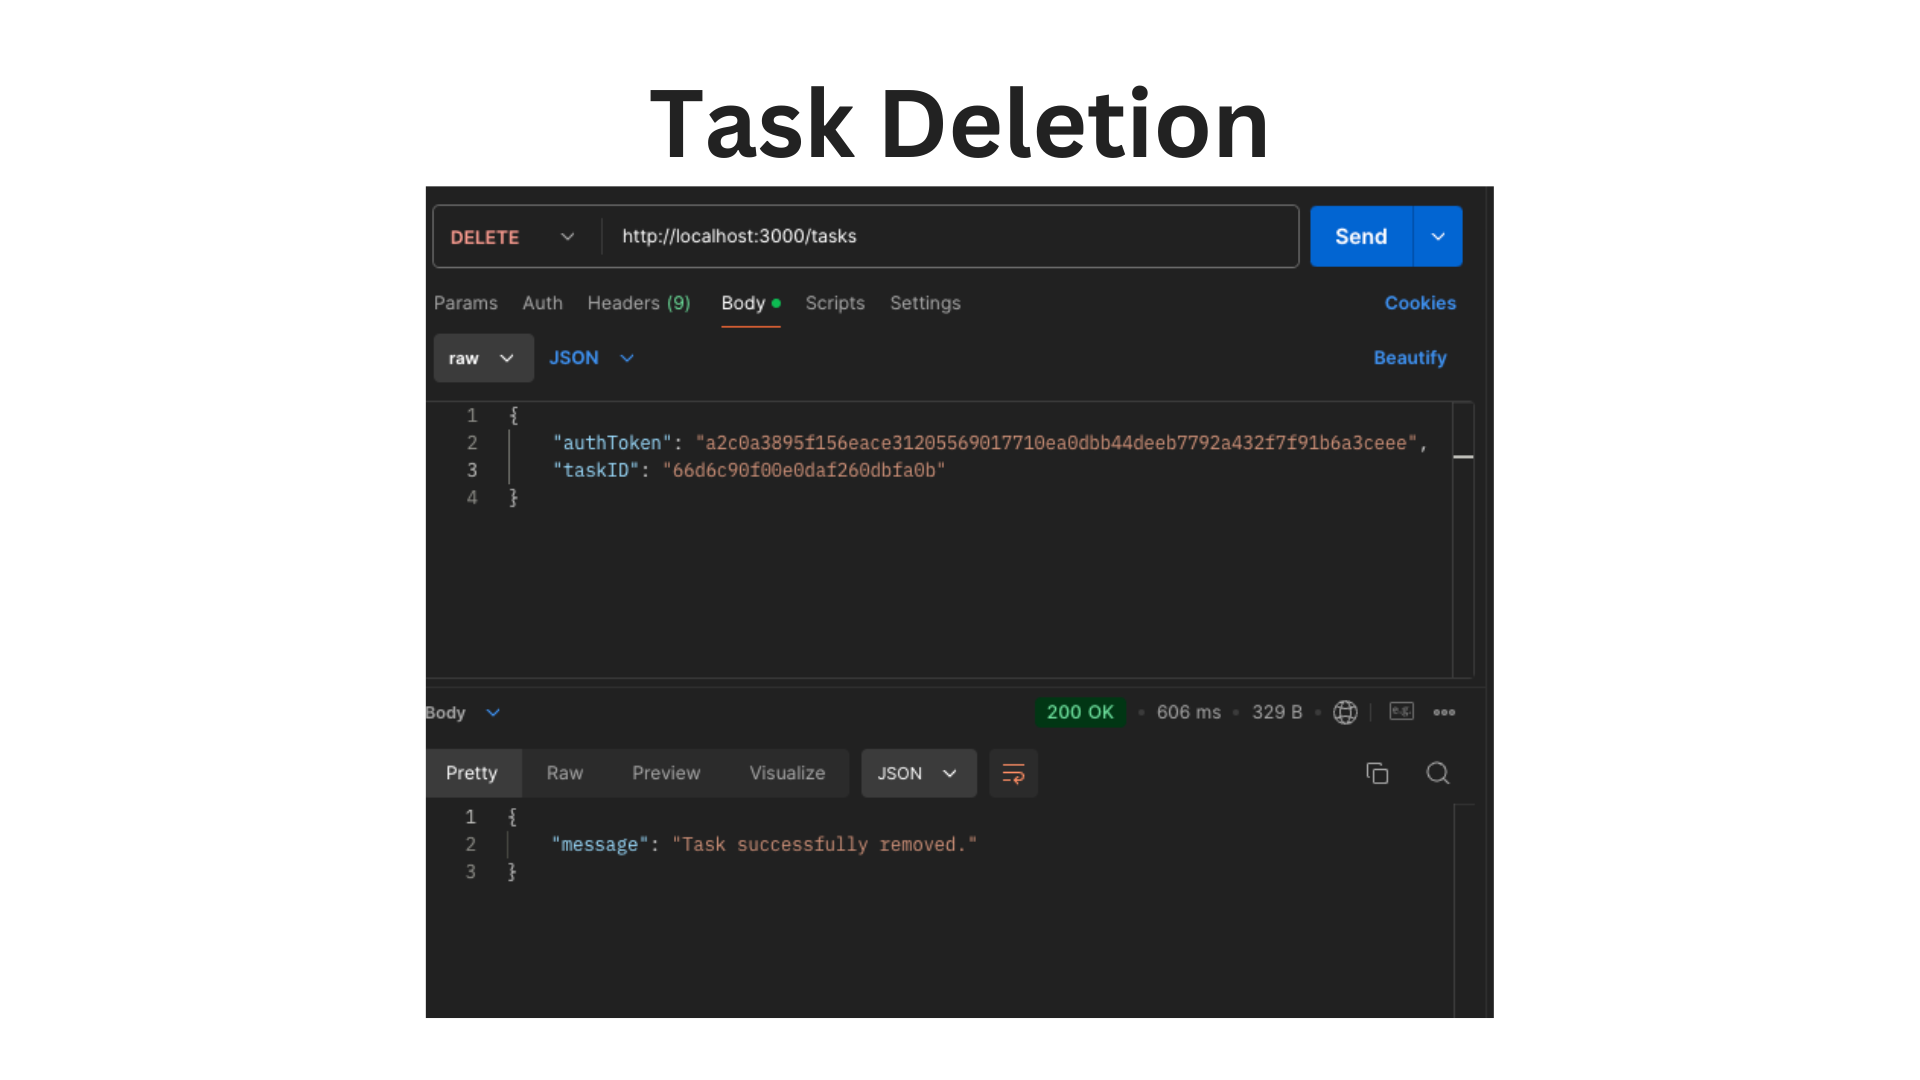 Task Deletion
DELETE http://localhost:3000/tasks Send
Params Auth Headers (9) Body Scripts Settings Cookies
raw JSON Beautify
1 {
2 "authToken": "a2c0a3895f156eace31205569017710ea0dbb44deeb7792a432f7f91b6a3ceee",
3 "taskID": "66d6c90f00e0daf260dbfa0b"
4 }
Body 200 OK • 606 ms • 329 B • e.g.
Pretty Raw Preview Visualize JSON
1 {
2 "message": "Task successfully removed."
3 }